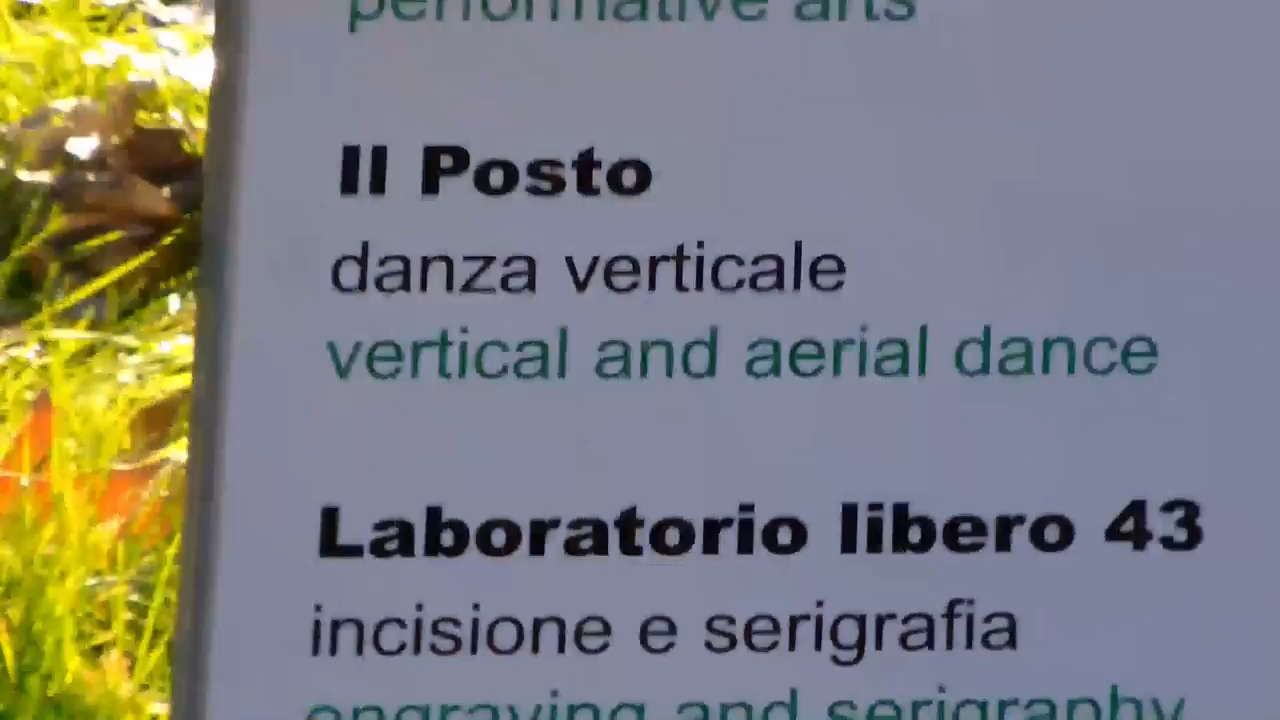 performative arts
Il Posto
danza verticale
vertical and aerial dance
Laboratorio libero 43
incisione e serigrafia
engraving and serigraphy